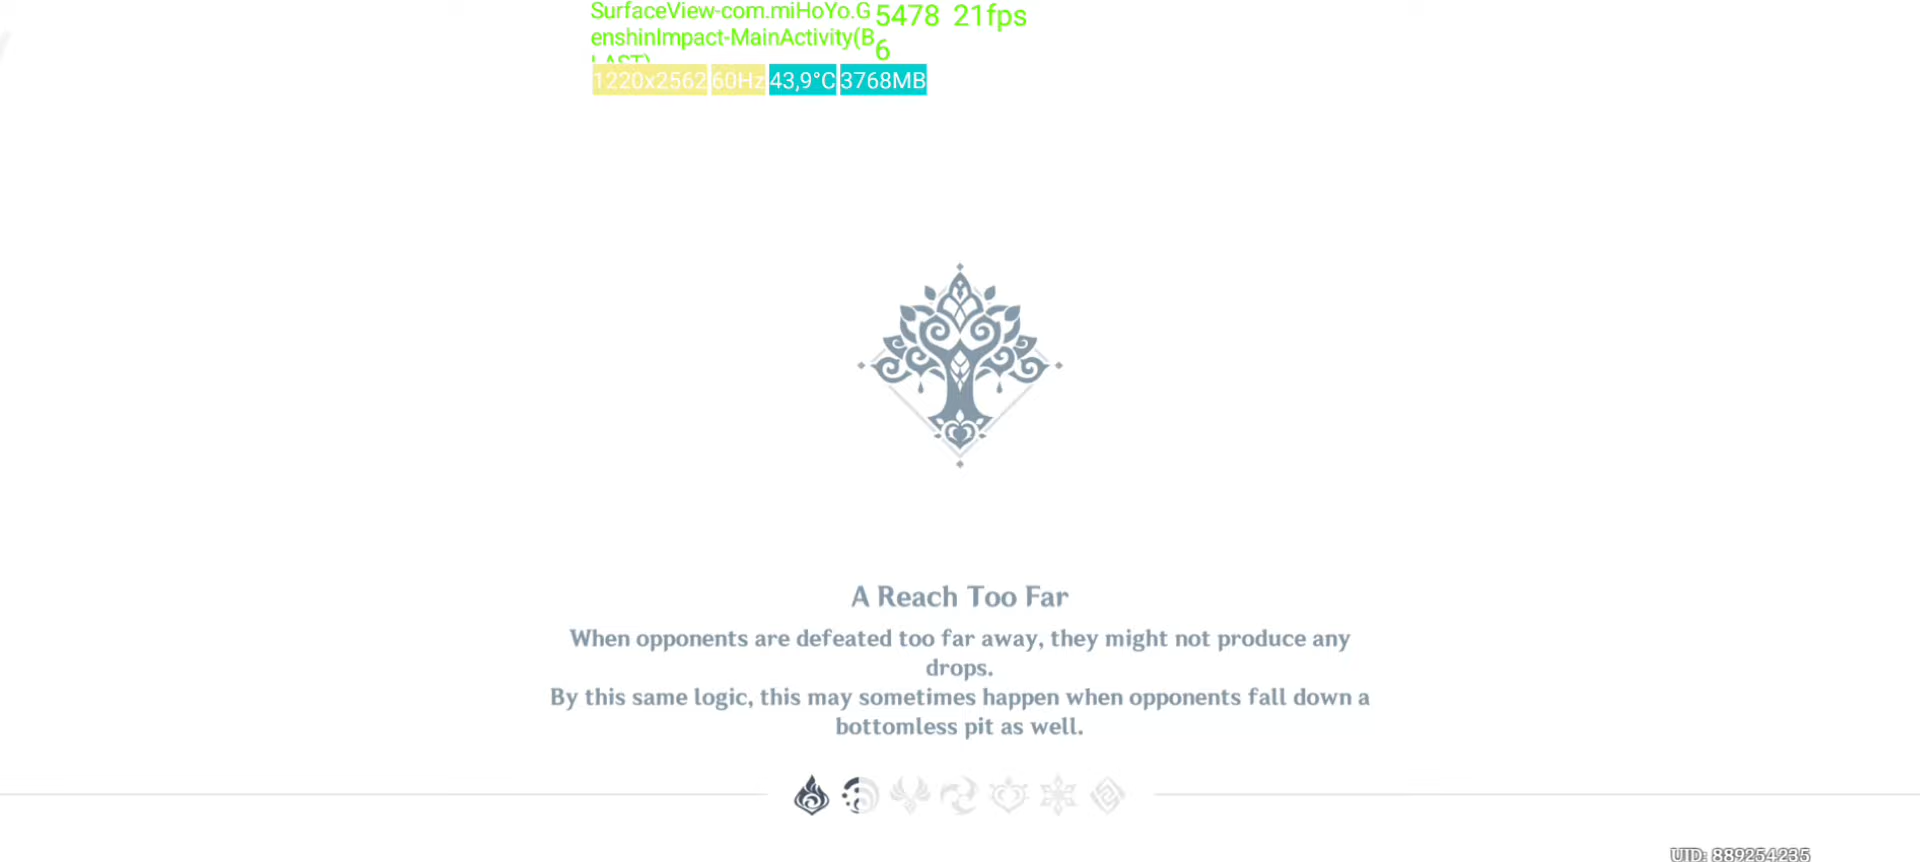 SurfaceView-com.miHoYo.G
enshinImpact-MainActivity(B
LAST)
5478 21fps
6
1220x2562 60Hz 43,9°C 3768MB
A Reach Too Far
When opponents are defeated too far away, they might not produce any
drops.
By this same logic, this may sometimes happen when opponents fall down a
bottomless pit as well.
UID: 889254235